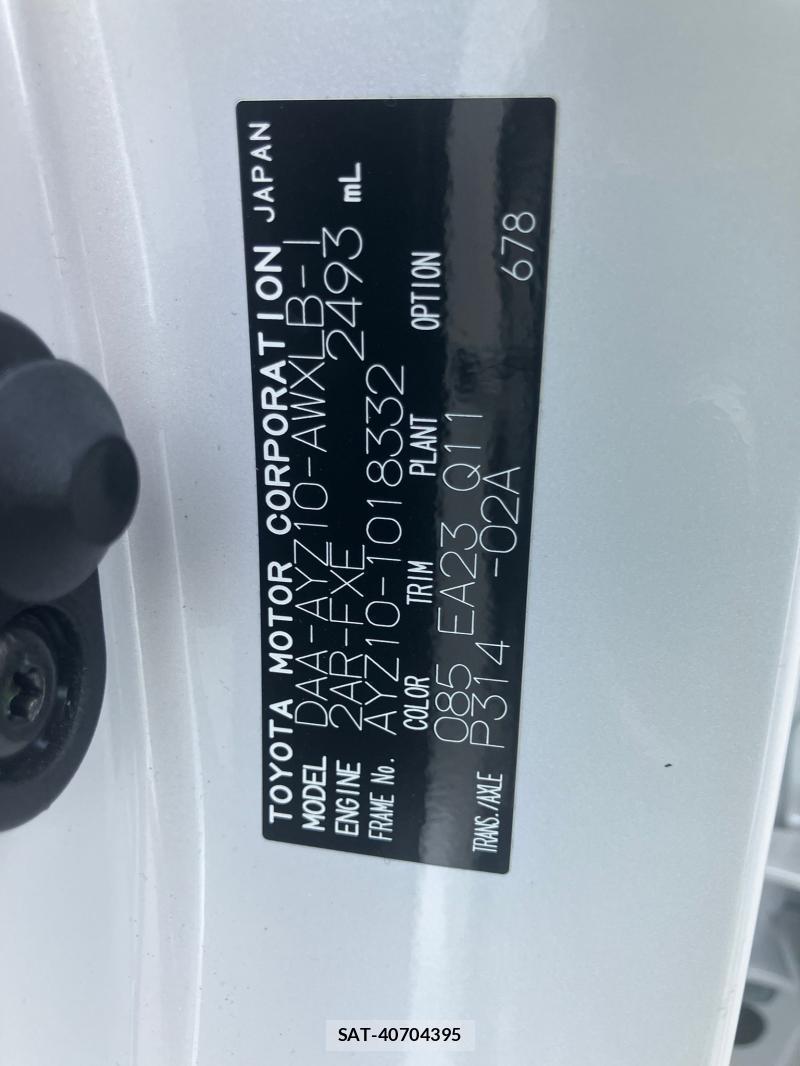 TOYOTA MOTOR CORPORATION JAPAN
MODEL DAA-AYZ10-AWXLB-I
ENGINE 2AR-FXE 2493 mL
FRAME No. AYZ10-1018332
COLOR TRIM PLANT OPTION
085 EA23 Q11
TRANS./AXLE P314 -02A 678
SAT-40704395